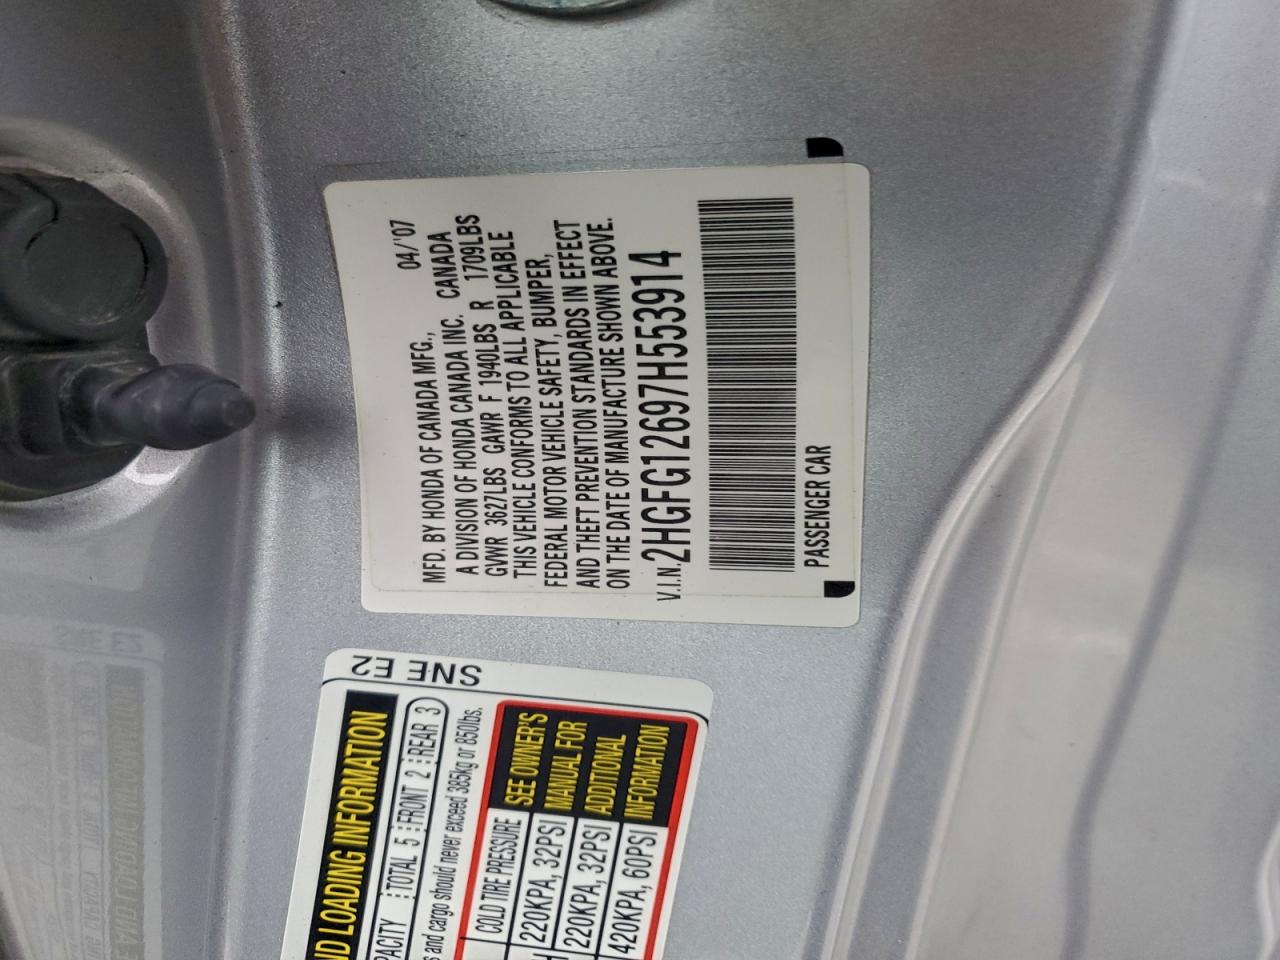 MFD. BY HONDA OF CANADA MFG., 04/'07
A DIVISION OF HONDA CANADA INC. CANADA
GVWR 3627LBS GAWR F 1940LBS R 1709LBS
THIS VEHICLE CONFORMS TO ALL APPLICABLE
FEDERAL MOTOR VEHICLE SAFETY, BUMPER,
AND THEFT PREVENTION STANDARDS IN EFFECT
ON THE DATE OF MANUFACTURE SHOWN ABOVE.
V.I.N. 2HGFG12697H553914
PASSENGER CAR
SNE E2
ND LOADING INFORMATION
PACITY TOTAL 5 FRONT 2 REAR 3
s and cargo should never exceed 385kg or 850lbs.
COLD TIRE PRESSURE SEE OWNER'S
220KPA, 32PSI MANUAL FOR
220KPA, 32PSI ADDITIONAL
420KPA, 60PSI INFORMATION